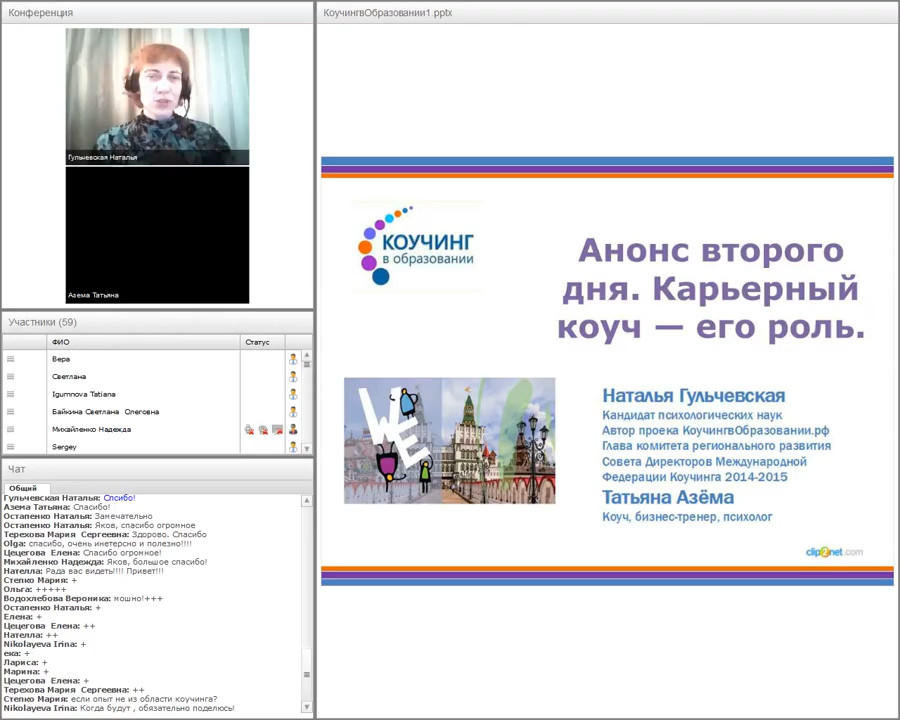 Конференция
Гульчевская Наталья
Азема Татьяна
Участники (59)
ФИО
Статус
Вера
Светлана
Igumnova Tatiana
Байкина Светлана Олеговна
Михайленко Надежда
Sergey
Чат
Общий
Гульчевская Наталья: Спсибо!
Азема Татьяна: Спасибо!
Остапенко Наталья: Замечательно
Остапенко Наталья: Яков, спасибо огромное
Терехова Мария Сергеевна: Здорово. Спасибо
Olga: спасибо, очень инетерсно и полезно!!!!
Цецегова Елена: Спасибо огромное!
Михайленко Надежда: Яков, большое спасибо!
Нателла: Рада вас видеть!!!! Привет!!!
Степко Мария: +
Ольга: +++++
Водохлебова Вероника: мошно!+++
Остапенко Наталья: +
Елена: +
Цецегова Елена: ++
Нателла: ++
Nikolayeva Irina: +
ека: +
Лариса: +
Марина: +
Цецегова Елена: +
Терехова Мария Сергеевна: ++
Степко Мария: если опыт не из области коучинга?
Nikolayeva Irina: Когда будут , обязательно поделюсь!
КоучингвОбразовании1.pptx
КОУЧИНГ
в образовании
Анонс второго
дня. Карьерный
коуч — его роль.
WE
Наталья Гульчевская
Кандидат психологических наук
Автор проека КоучингвОбразовании.рф
Глава комитета регионального развития
Совета Директоров Международной
Федерации Коучинга 2014-2015
Татьяна Азёма
Коуч, бизнес-тренер, психолог
clip2net.com